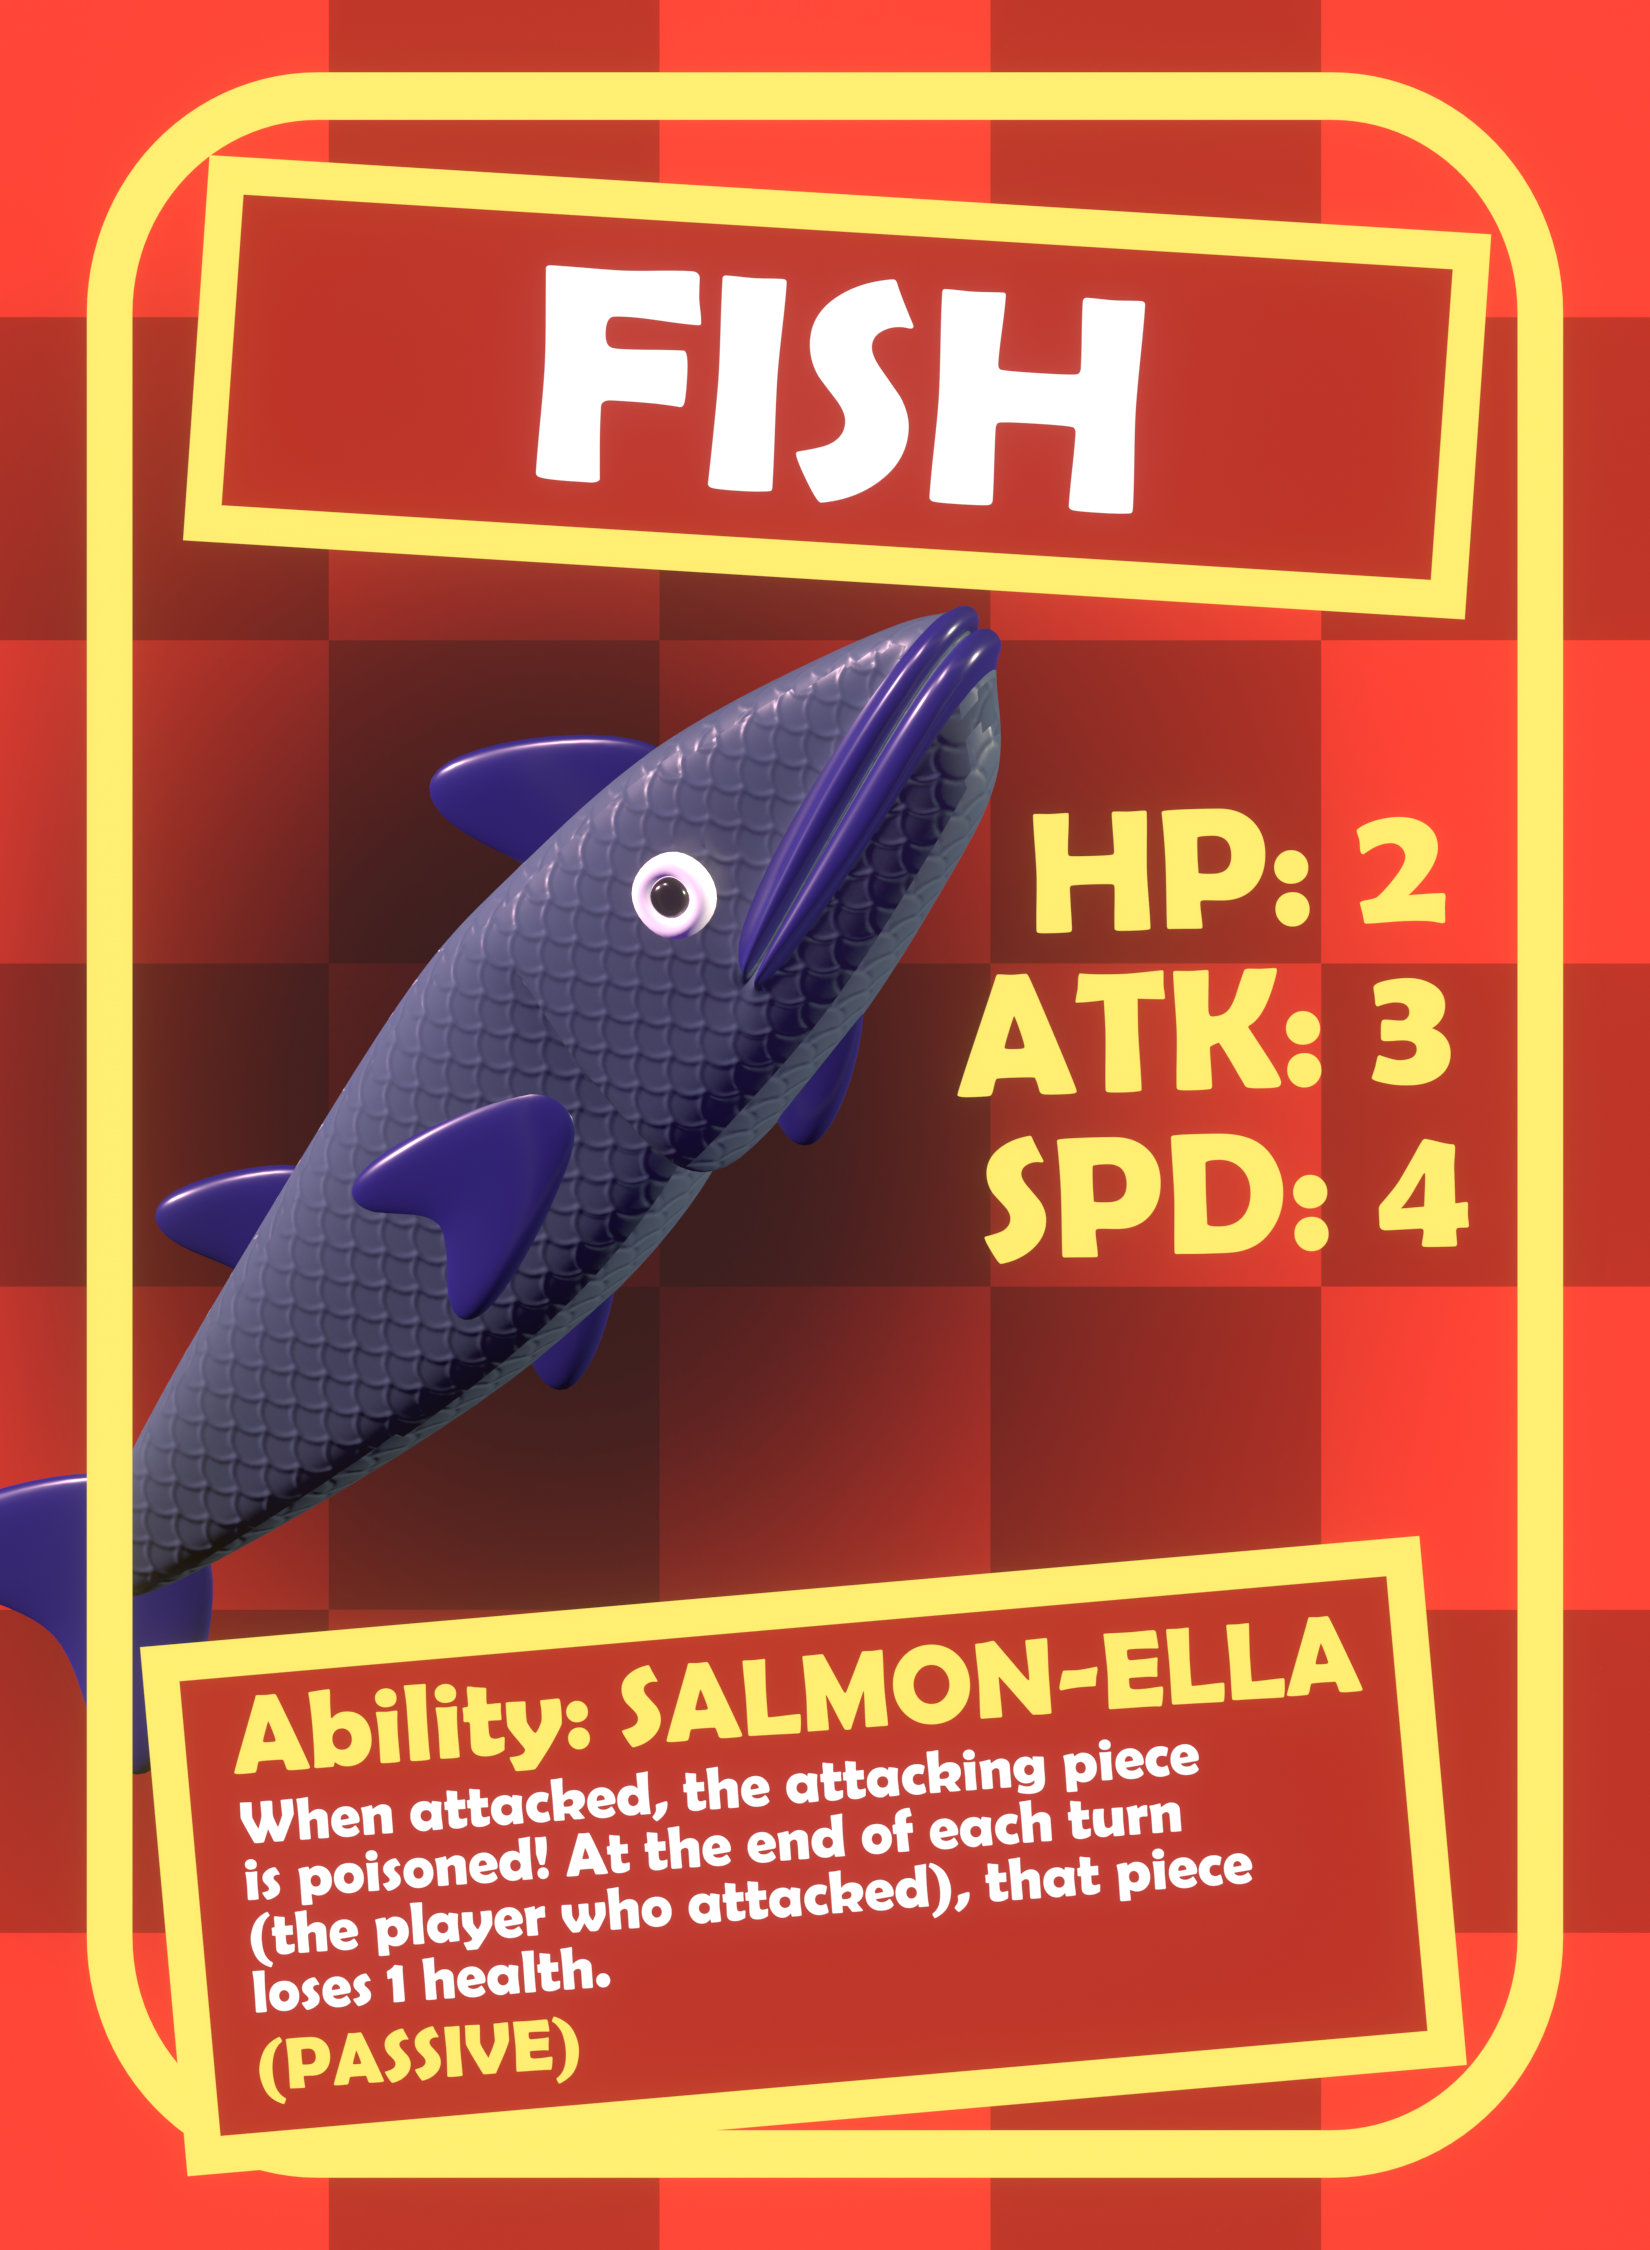 FISH
HP: 2
ATK: 3
SPD: 4
Ability: SALMON-ELLA
When attacked, the attacking piece
is poisoned! At the end of each turn
(the player who attacked), that piece
loses 1 health.
(PASSIVE)